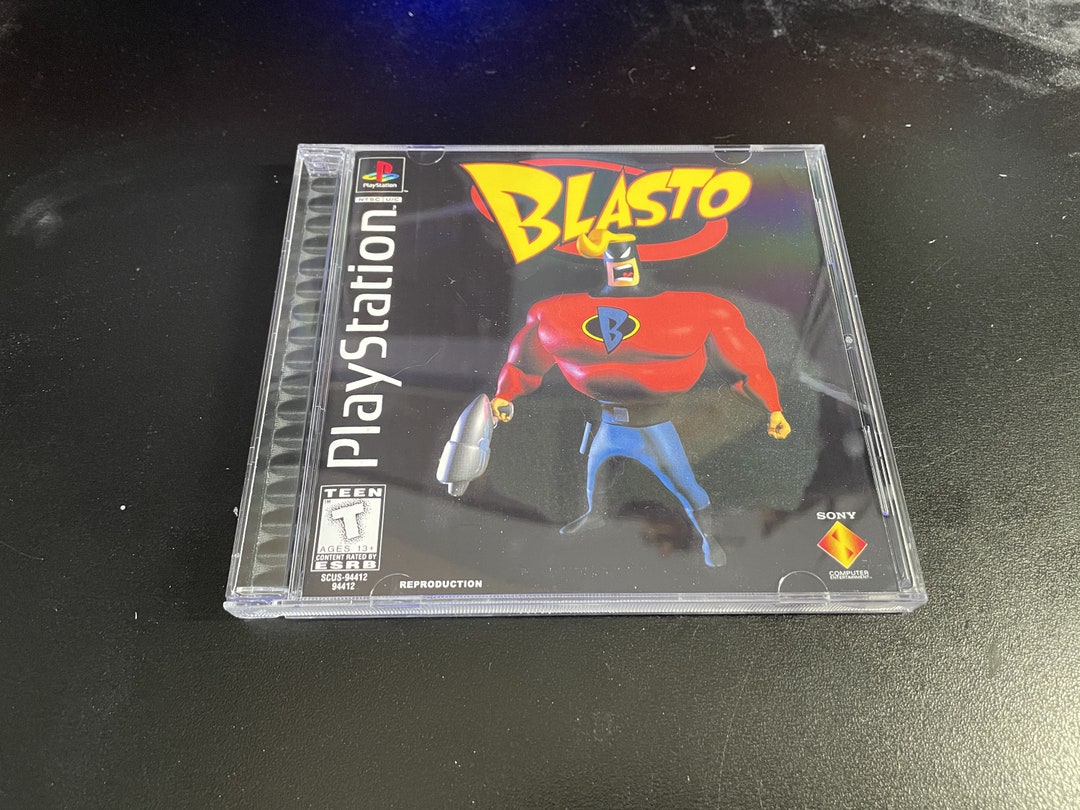 PlayStation
NTSC U/C
PlayStation
BLASTO
B
TEEN
T
AGES 13+
CONTENT RATED BY
ESRB
SCUS-94412
94412
REPRODUCTION
SONY
COMPUTER
ENTERTAINMENT